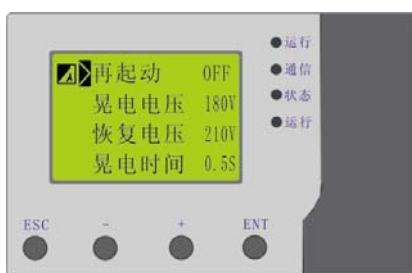 再起动 OFF
晃电电压 180V
恢复电压 210V
晃电时间 0.5S
运行
通信
状态
运行
ESC - + ENT